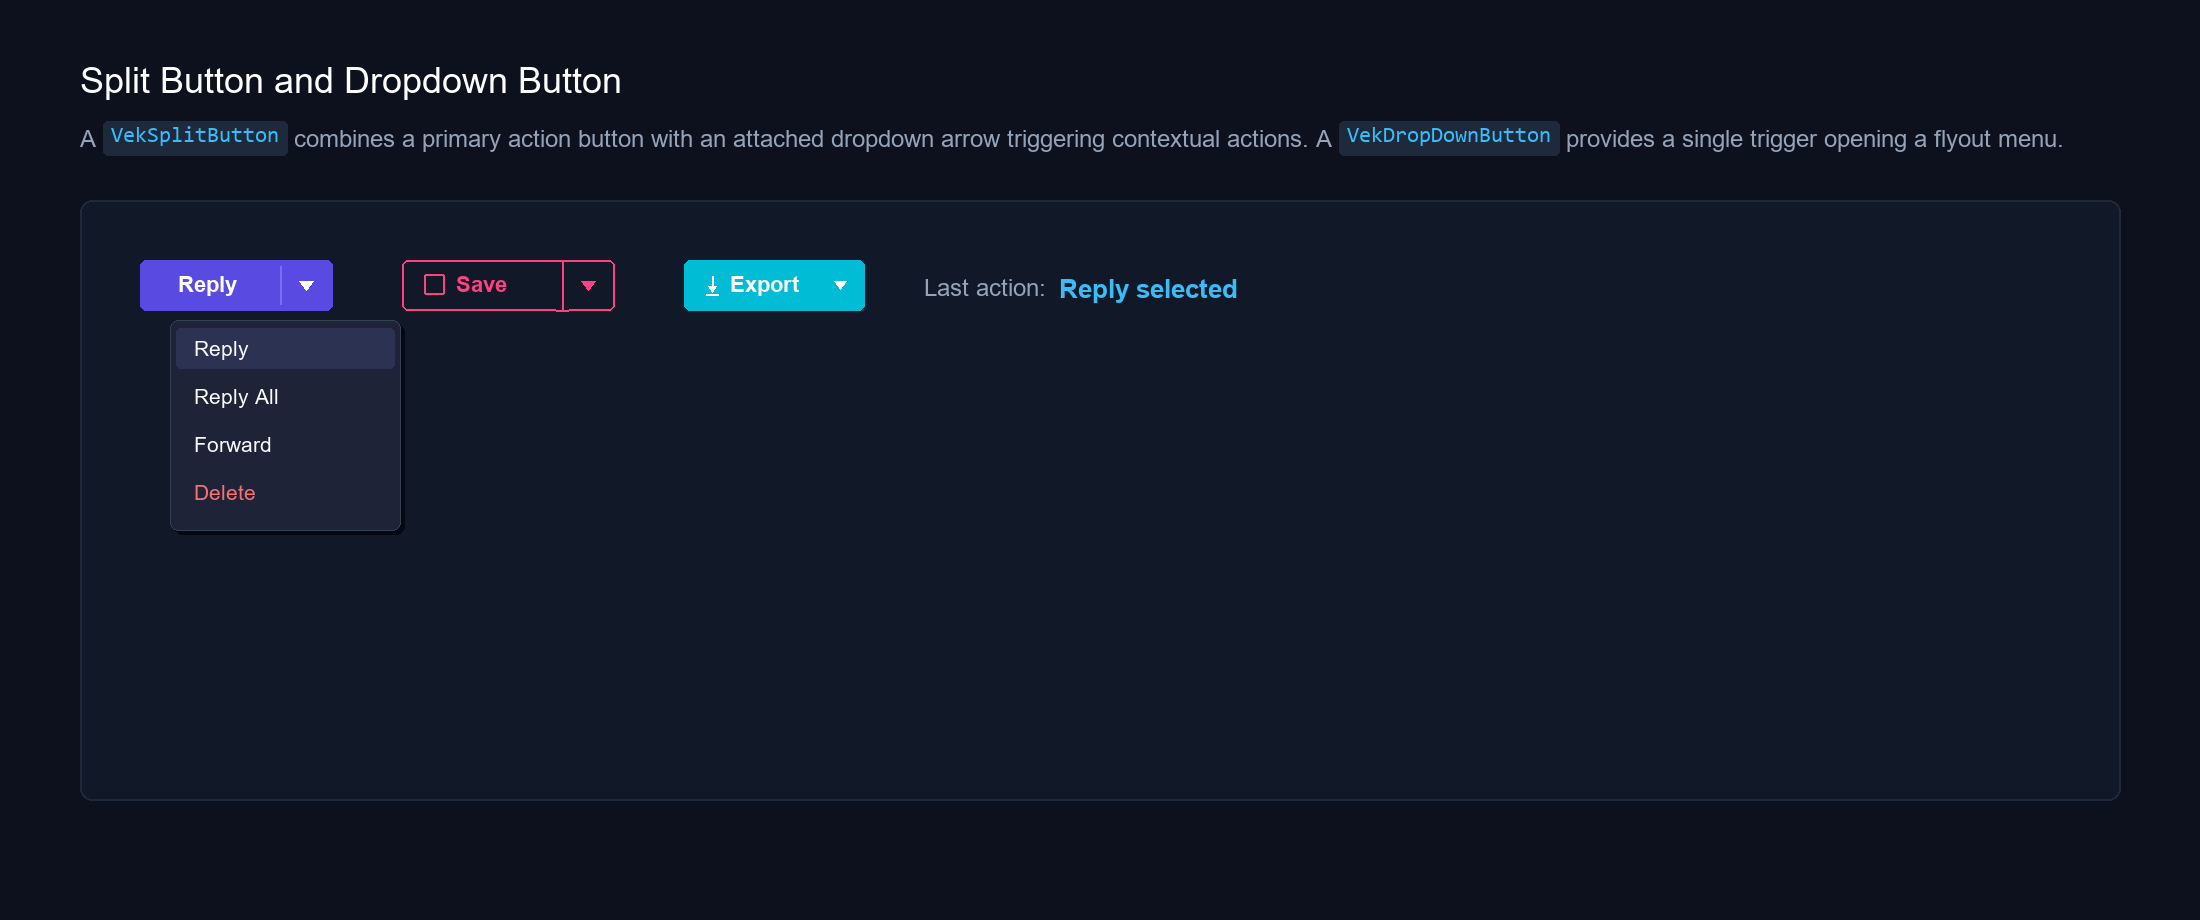 Split Button and Dropdown Button
A VekSplitButton combines a primary action button with an attached dropdown arrow triggering contextual actions. A VekDropDownButton provides a single trigger opening a flyout menu.
Reply Save Export Last action: Reply selected
Reply
Reply All
Forward
Delete